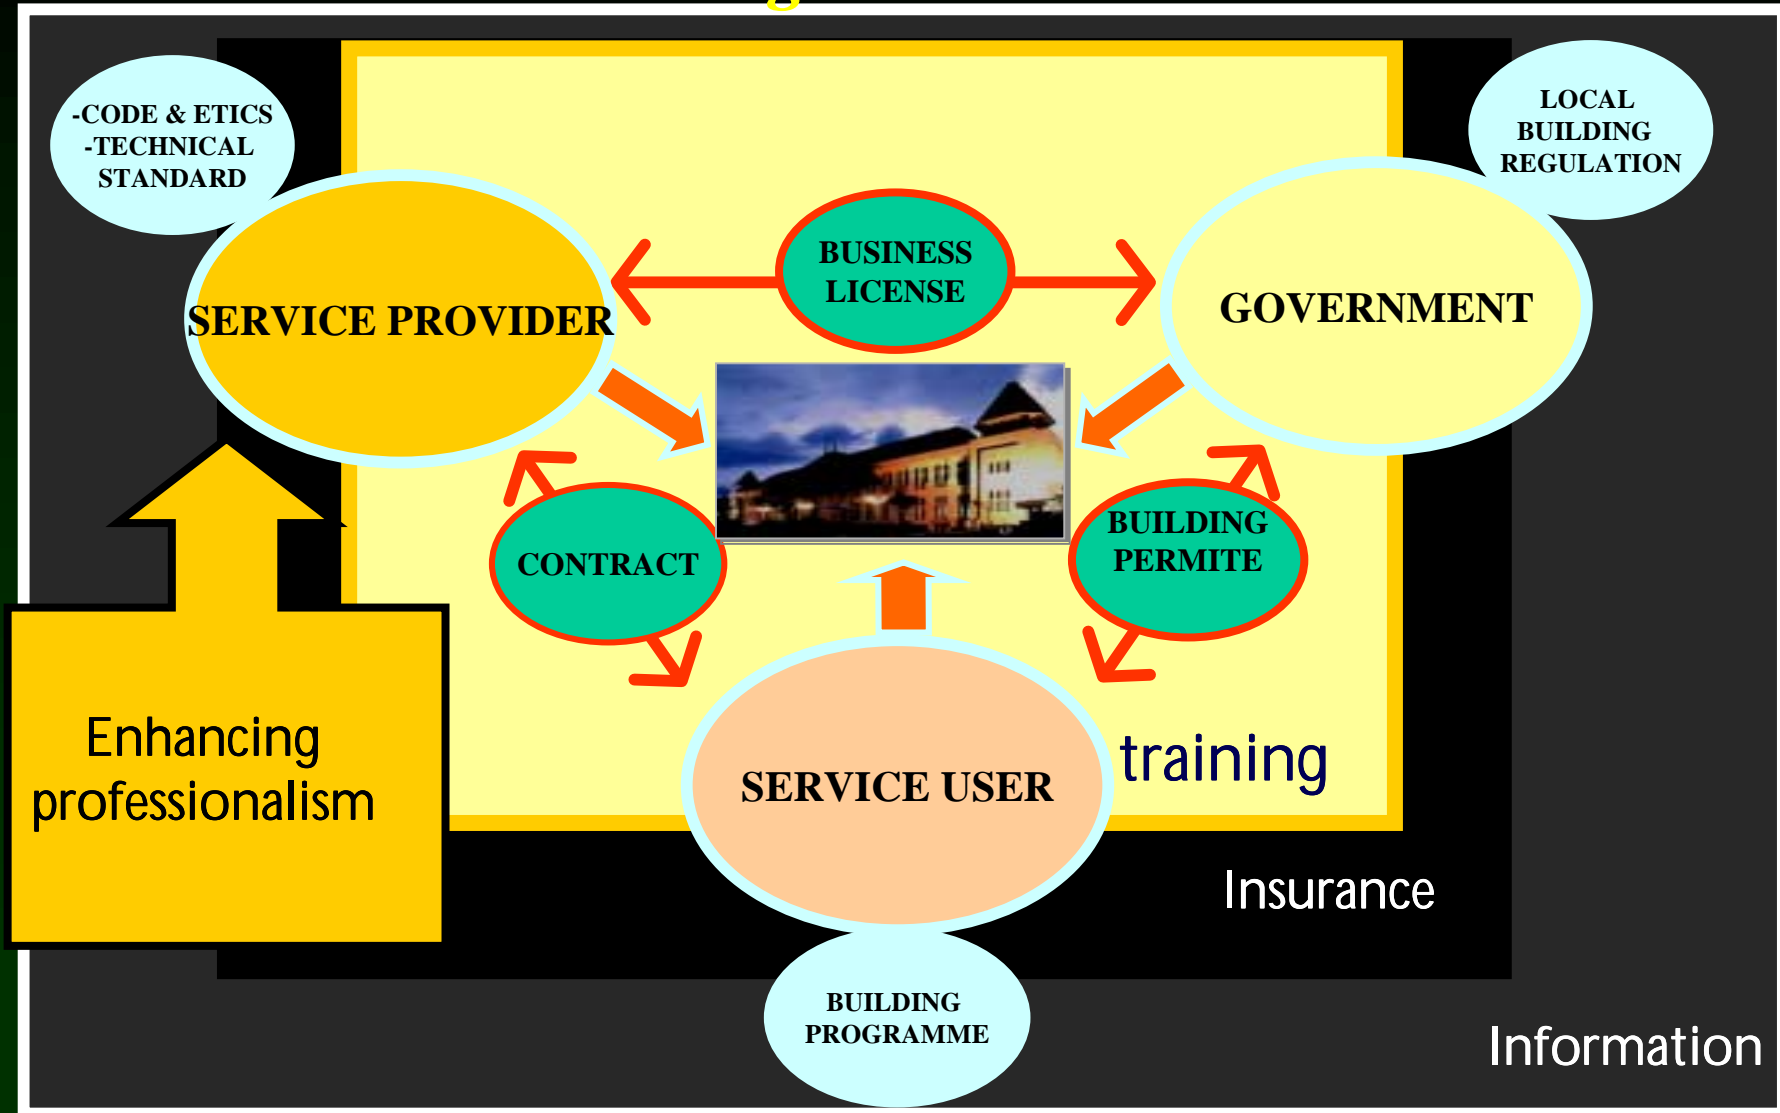 -CODE & ETICS
-TECHNICAL
STANDARD
LOCAL
BUILDING
REGULATION
BUSINESS
LICENSE
SERVICE PROVIDER
GOVERNMENT
CONTRACT
BUILDING
PERMITE
Enhancing
professionalism
SERVICE USER
training
Insurance
BUILDING
PROGRAMME
Information